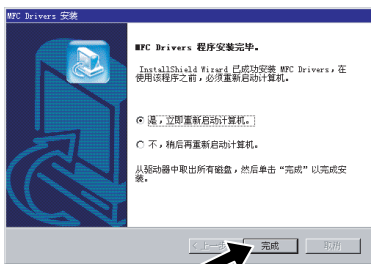 MFC Drivers 安装
MFC Drivers 程序安装完毕。
InstallShield Wizard 已成功安装 MFC Drivers，在
使用该程序之前，必须重新启动计算机。
是，立即重新启动计算机。
不，稍后再重新启动计算机。
从驱动器中取出所有磁盘，然后单击“完成”以完成安
装。
<上一步
完成
取消